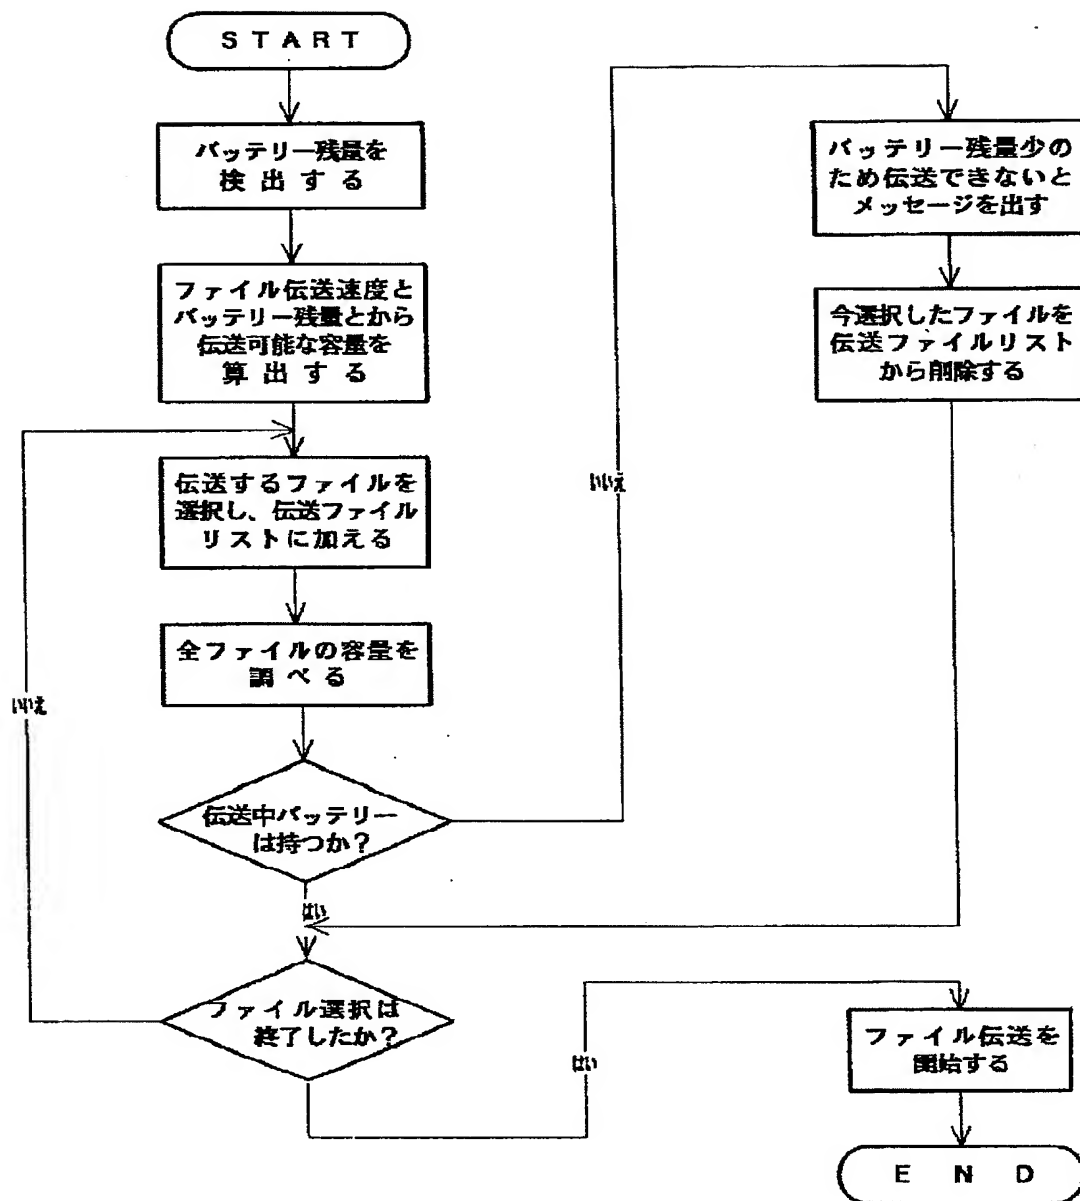 START
バッテリー残量を
検出する
ファイル伝送速度と
バッテリー残量とから
伝送可能な容量を
算出する
伝送するファイルを
選択し、伝送ファイル
リストに加える
全ファイルの容量を
調べる
伝送中バッテリー
は持つか？
はい
いいえ
バッテリー残量少の
ため伝送できないと
メッセージを出す
今選択したファイルを
伝送ファイルリスト
から削除する
ファイル選択は
終了したか？
いいえ
はい
ファイル伝送を
開始する
END